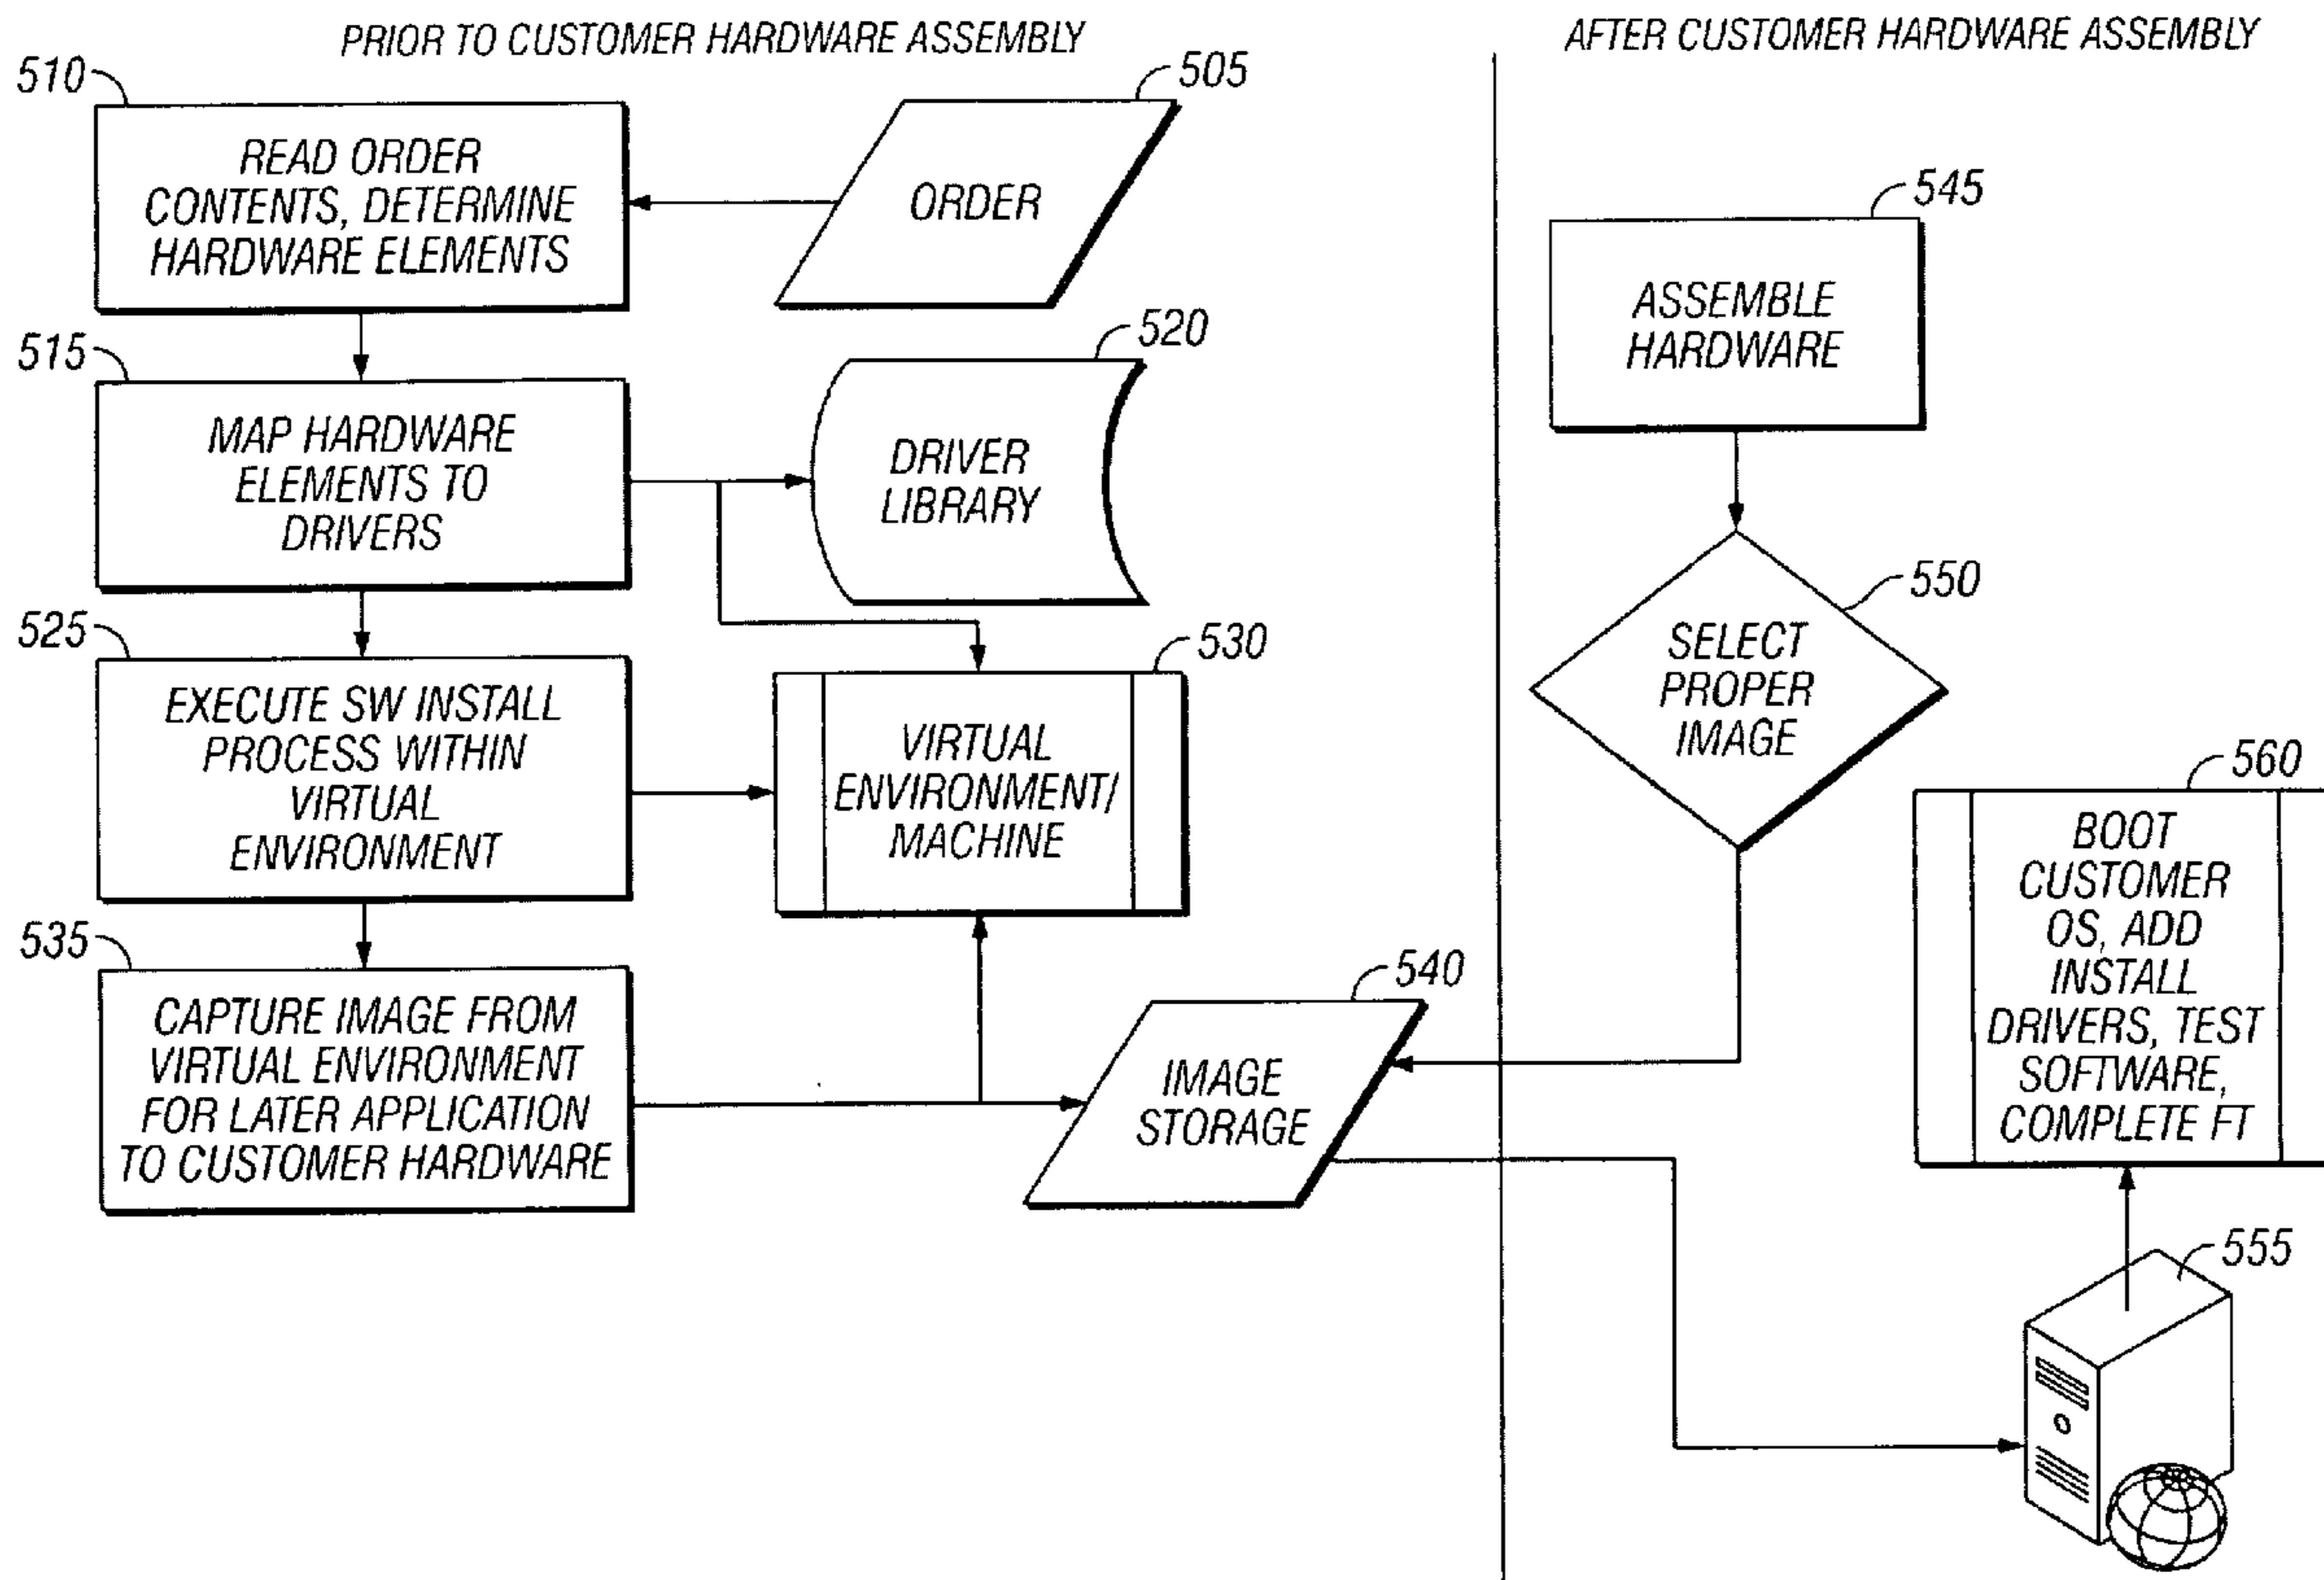 PRIOR TO CUSTOMER HARDWARE ASSEMBLY
510
READ ORDER
CONTENTS, DETERMINE
HARDWARE ELEMENTS
505
ORDER
515
MAP HARDWARE
ELEMENTS TO
DRIVERS
520
DRIVER
LIBRARY
525
EXECUTE SW INSTALL
PROCESS WITHIN
VIRTUAL
ENVIRONMENT
530
VIRTUAL
ENVIRONMENT/
MACHINE
535
CAPTURE IMAGE FROM
VIRTUAL ENVIRONMENT
FOR LATER APPLICATION
TO CUSTOMER HARDWARE
540
IMAGE
STORAGE
AFTER CUSTOMER HARDWARE ASSEMBLY
545
ASSEMBLE
HARDWARE
550
SELECT
PROPER
IMAGE
560
BOOT
CUSTOMER
OS, ADD
INSTALL
DRIVERS, TEST
SOFTWARE,
COMPLETE FT
555